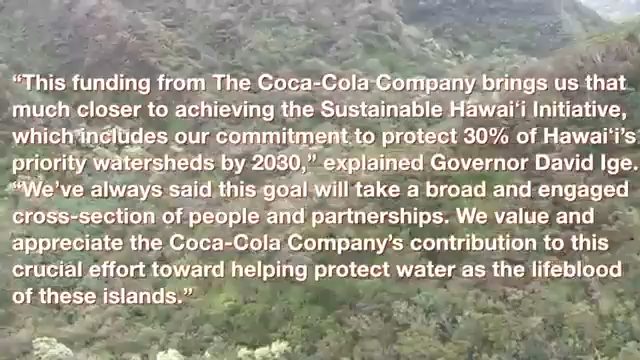 “This funding from The Coca-Cola Company brings us that
much closer to achieving the Sustainable Hawai‘i Initiative,
which includes our commitment to protect 30% of Hawai‘i’s
priority watersheds by 2030,” explained Governor David Ige.
“We’ve always said this goal will take a broad and engaged
cross-section of people and partnerships. We value and
appreciate the Coca-Cola Company’s contribution to this
crucial effort toward helping protect water as the lifeblood
of these islands.”